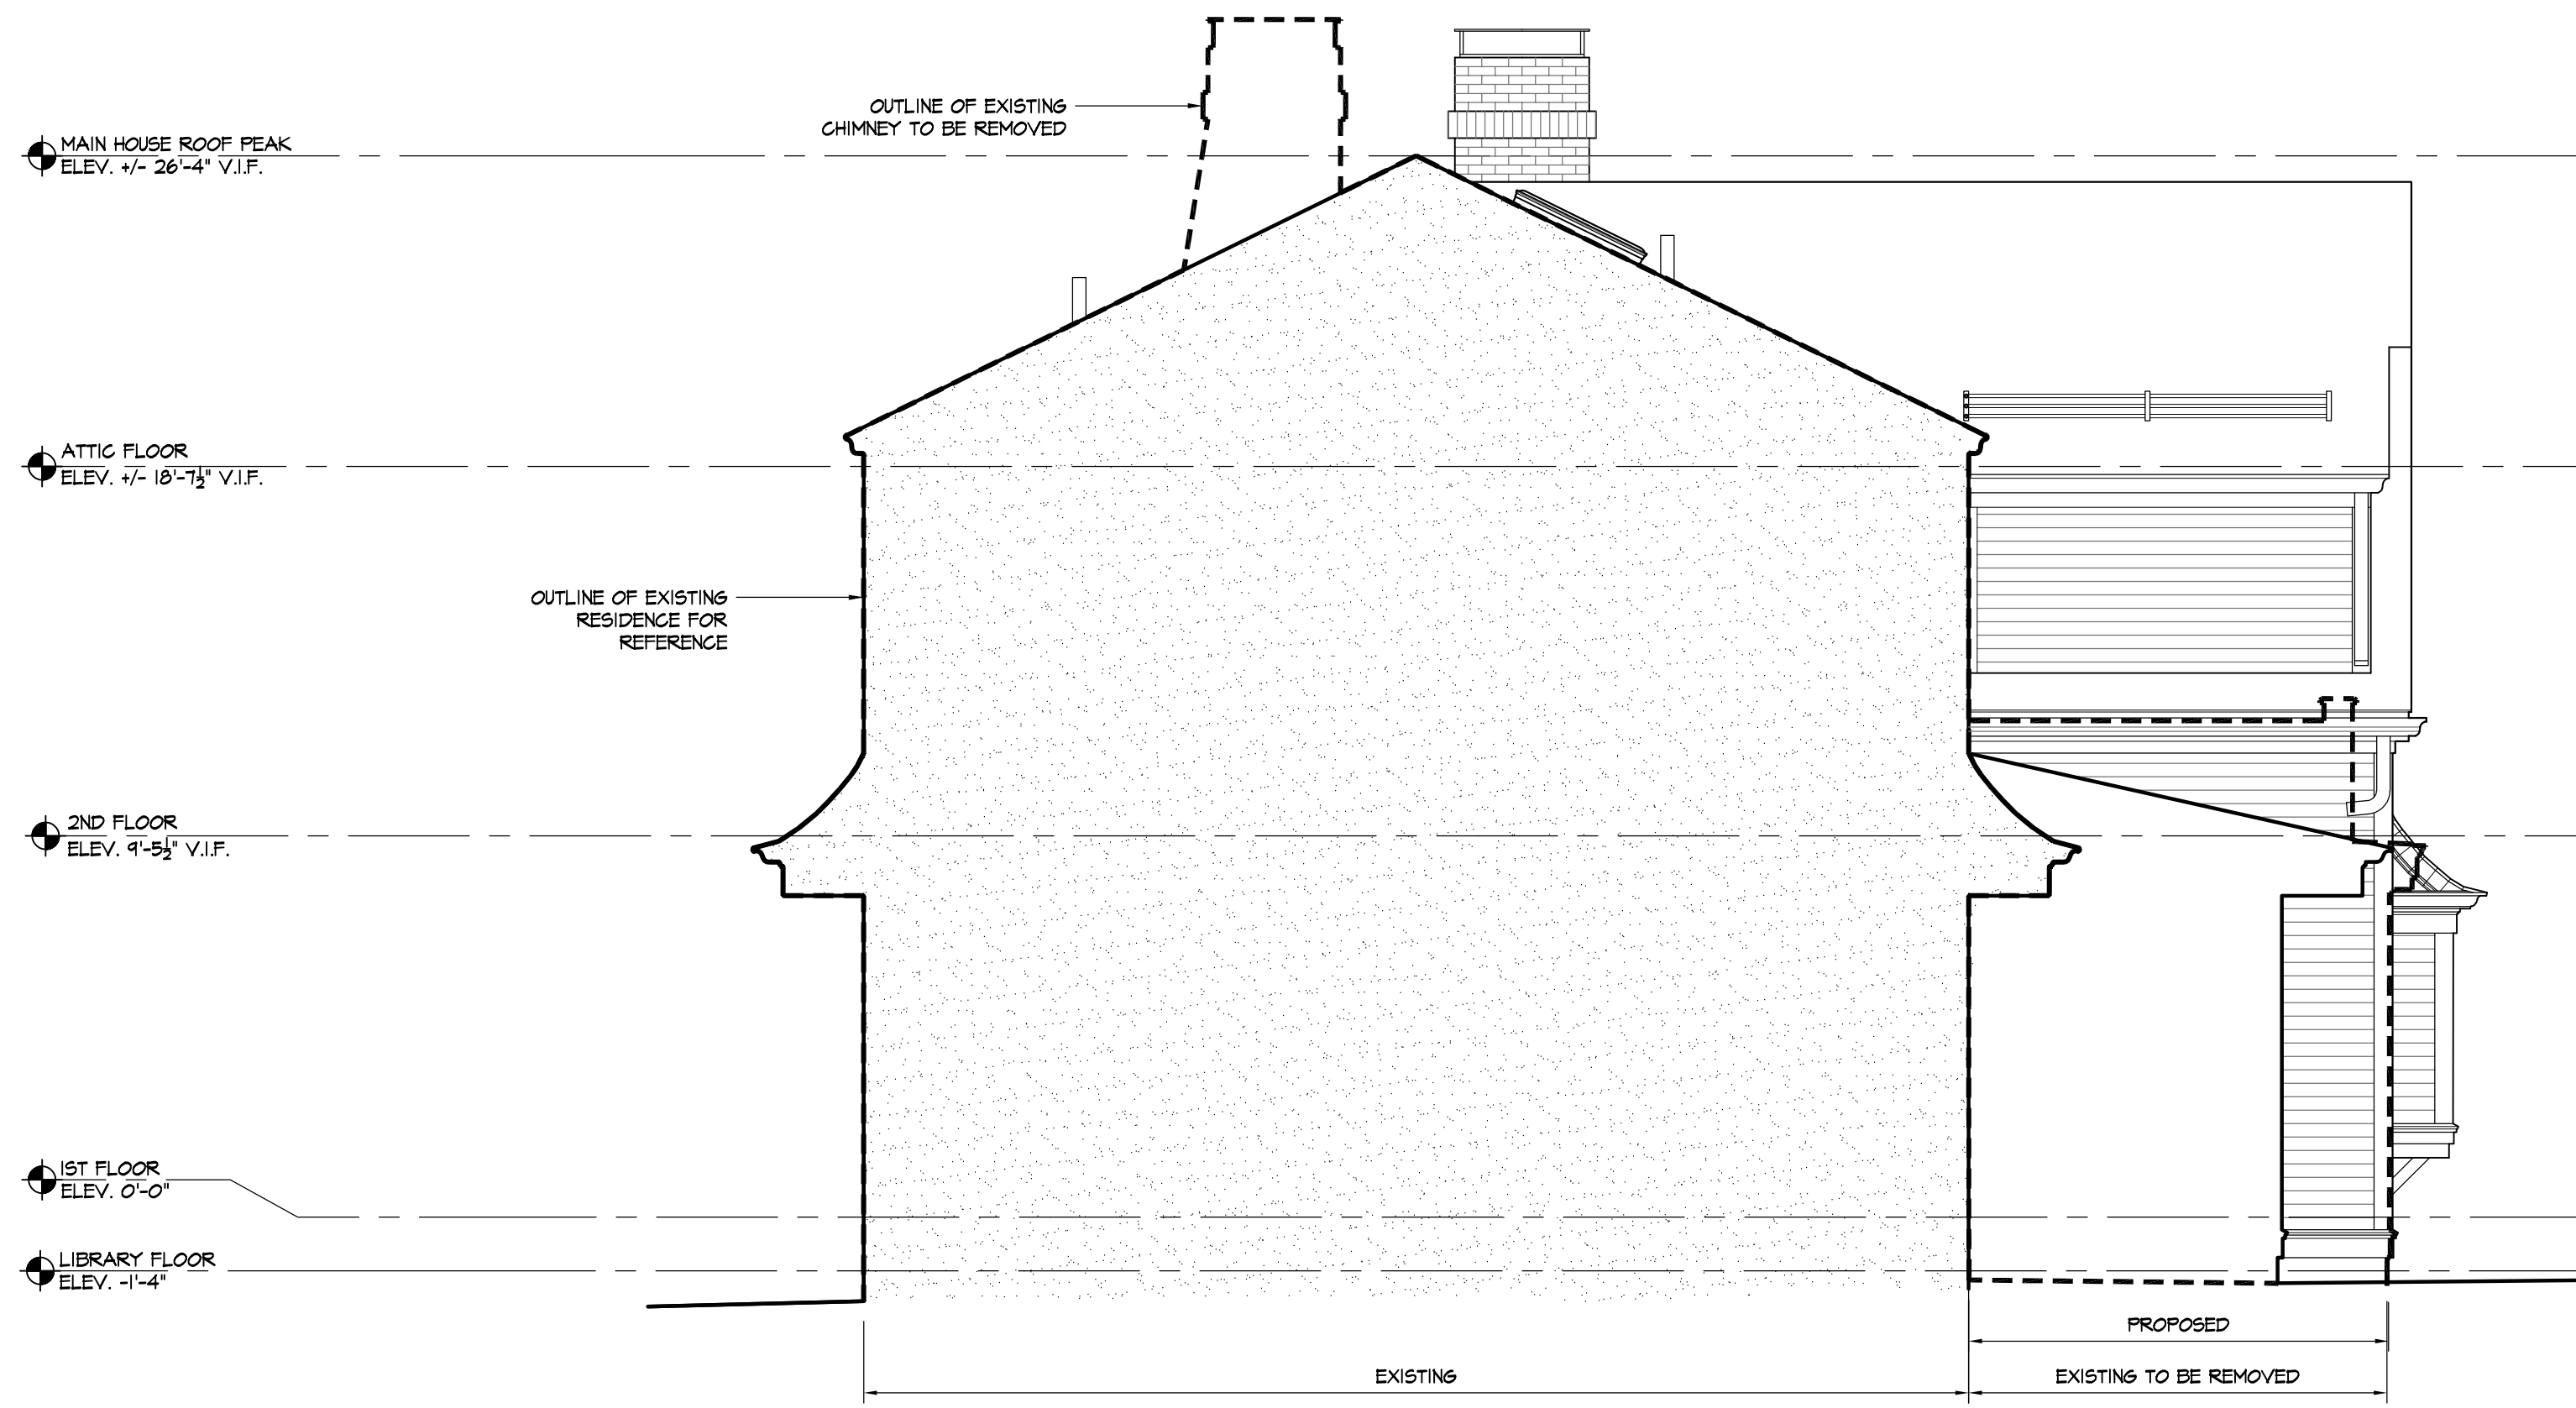 OUTLINE OF EXISTING
CHIMNEY TO BE REMOVED
MAIN HOUSE ROOF PEAK
ELEV. +/- 26'-4" V.I.F.
ATTIC FLOOR
ELEV. +/- 18'-7½" V.I.F.
OUTLINE OF EXISTING
RESIDENCE FOR
REFERENCE
2ND FLOOR
ELEV. 9'-5½" V.I.F.
1ST FLOOR
ELEV. 0'-0"
LIBRARY FLOOR
ELEV. -1'-4"
PROPOSED
EXISTING
EXISTING TO BE REMOVED